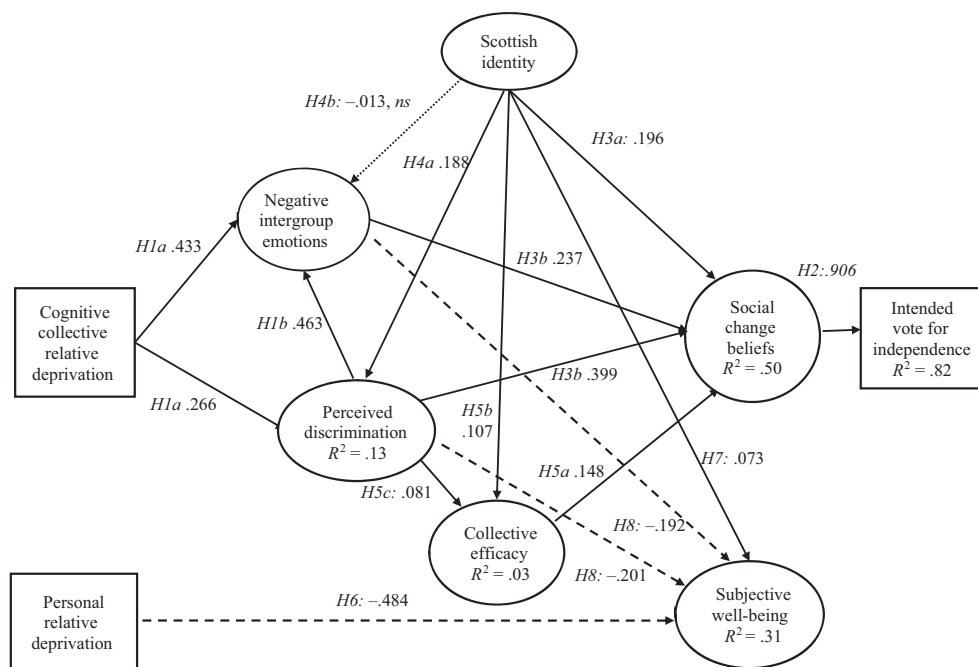 Scottish
identity
H4b: –.013, ns
H3a: .196
H4a .188
Negative
intergroup
emotions
H1a .433
H3b .237
H2:.906
Cognitive
collective
relative
deprivation
H1b .463
Social
change
beliefs
R² = .50
Intended
vote for
independence
R² = .82
H3b .399
H1a .266
Perceived
discrimination
R² = .13
H5b
.107
H5a .148
H7: .073
H5c: .081
Collective
efficacy
R² = .03
H8: –.192
H8: –.201
Personal
relative
deprivation
H6: –.484
Subjective
well-being
R² = .31